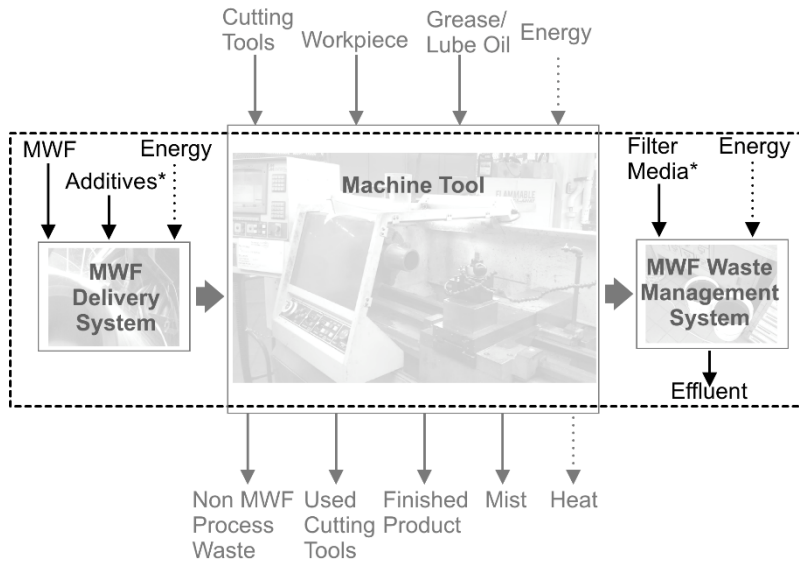 Cutting
Tools
Workpiece
Grease/
Lube Oil
Energy
MWF
Additives*
Energy
Machine Tool
Filter
Media*
Energy
MWF
Delivery
System
MWF Waste
Management
System
Effluent
Non MWF
Process
Waste
Used
Cutting
Tools
Finished
Product
Mist
Heat